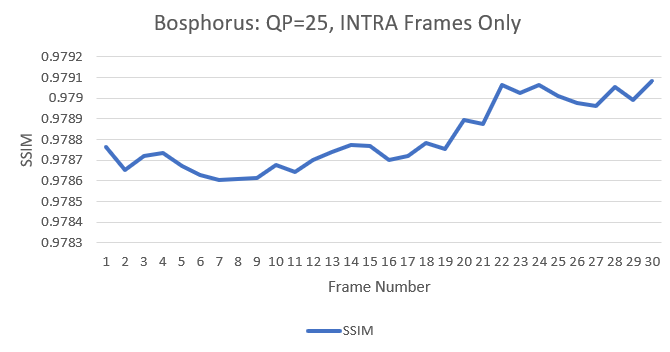 Bosphorus: QP=25, INTRA Frames Only
0.9792
0.9791
0.979
0.9789
0.9788
0.9787
0.9786
0.9785
0.9784
0.9783
SSIM
1 2 3 4 5 6 7 8 9 10 11 12 13 14 15 16 17 18 19 20 21 22 23 24 25 26 27 28 29 30
Frame Number
SSIM